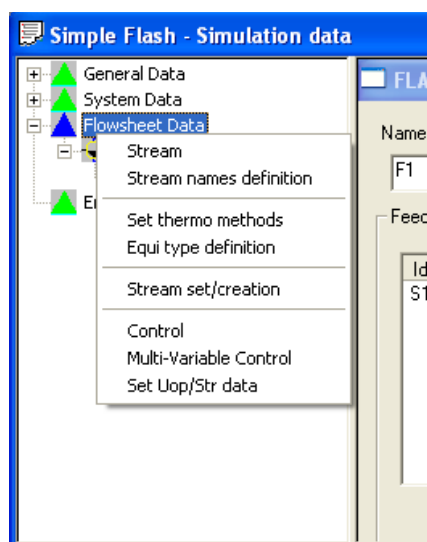 Simple Flash - Simulation data
General Data
System Data
Flowsheet Data
Stream
Stream names definition
Set thermo methods
Equi type definition
Stream set/creation
Control
Multi-Variable Control
Set Uop/Str data
Name
F1
S1